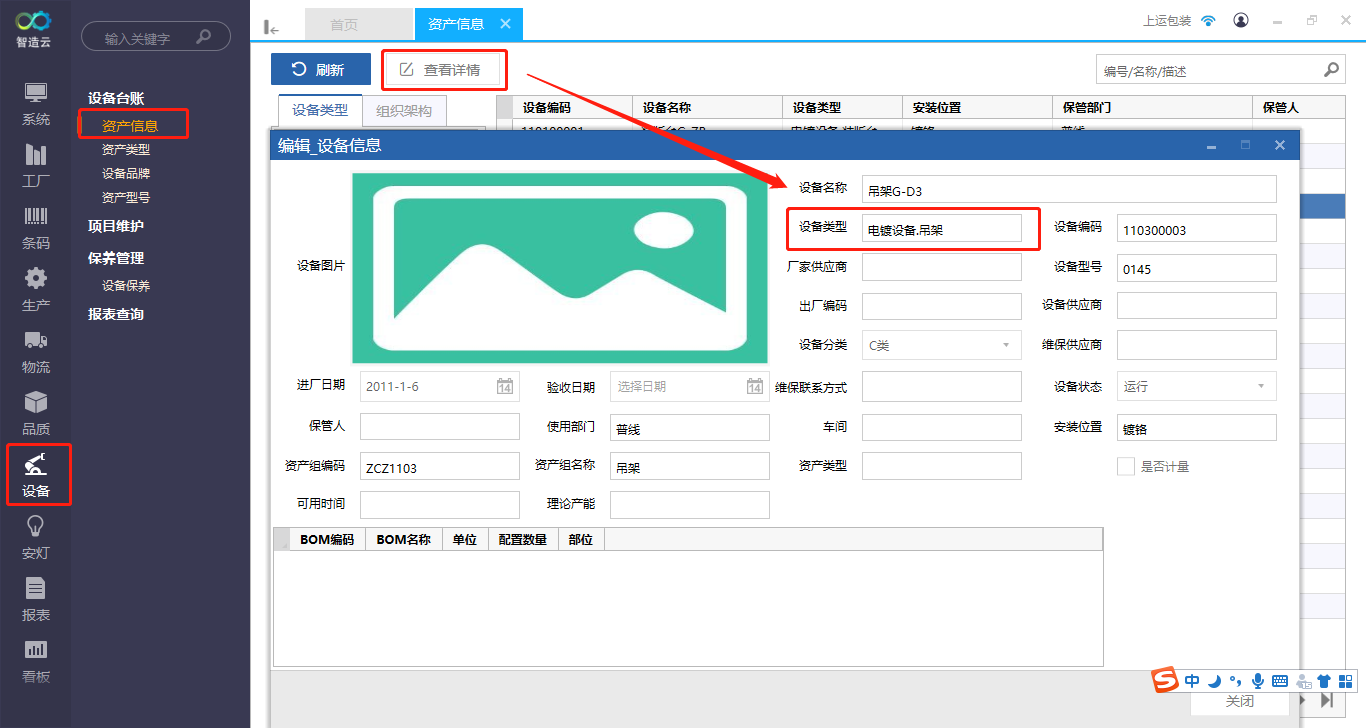 智造云
系统
工厂
条码
生产
物流
品质
设备
安灯
报表
看板
输入关键字
设备台账
资产信息
资产类型
设备品牌
资产型号
项目维护
保养管理
设备保养
报表查询
首页
资产信息
上运包装
刷新
查看详情
编号/名称/描述
设备类型
组织架构
设备编码 设备名称 设备类型 安装位置 保管部门 保管人
编辑_设备信息
设备图片
设备名称 吊架G-D3
设备类型 电镀设备.吊架 设备编码 110300003
厂家供应商 设备型号 0145
出厂编码 设备供应商
设备分类 C类 维保供应商
进厂日期 2011-1-6 14 验收日期 选择日期 14 维保联系方式 设备状态 运行
保管人 使用部门 普线 车间 安装位置 镀铬
资产组编码 ZCZ1103 资产组名称 吊架 资产类型 是否计量
可用时间 理论产能
BOM编码 BOM名称 单位 配置数量 部位
中
关闭